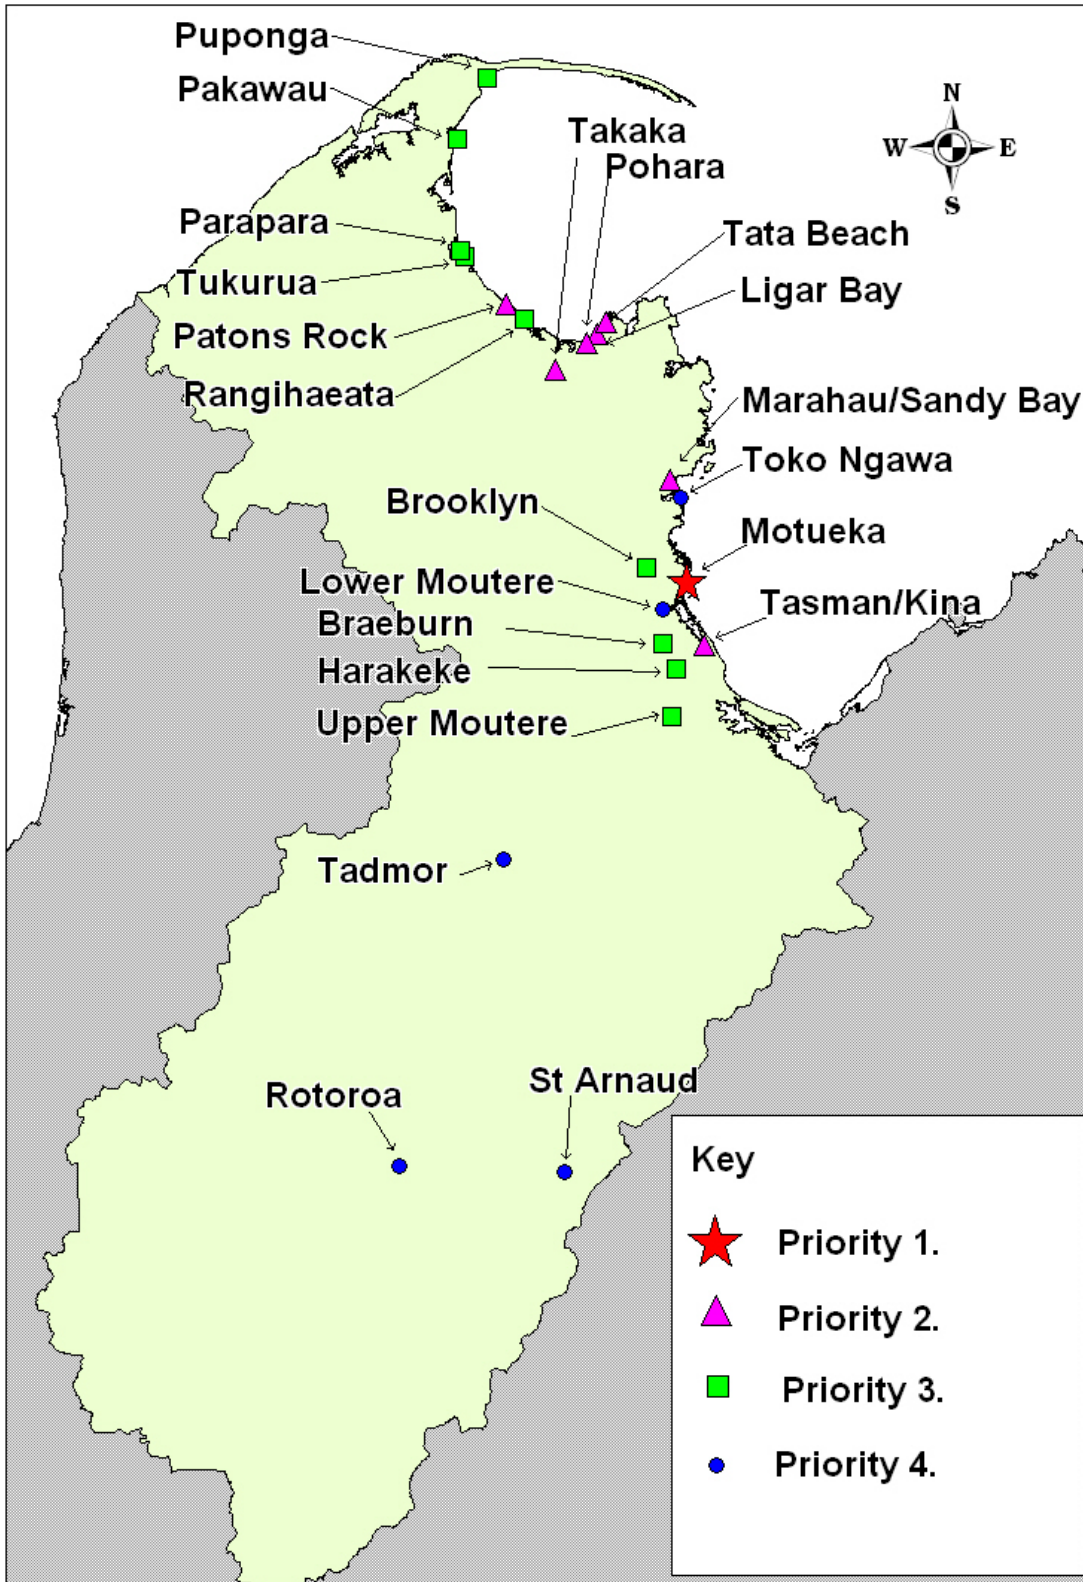 Puponga
Pakawau
Takaka
Pohara
N
W
E
S
Parapara
Tata Beach
Tukurua
Ligar Bay
Patons Rock
Rangihaeata
Marahau/Sandy Bay
Toko Ngawa
Brooklyn
Motueka
Lower Moutere
Tasman/Kina
Braeburn
Harakeke
Upper Moutere
Tadmor
Rotoroa
St Arnaud
Key
Priority 1.
Priority 2.
Priority 3.
Priority 4.